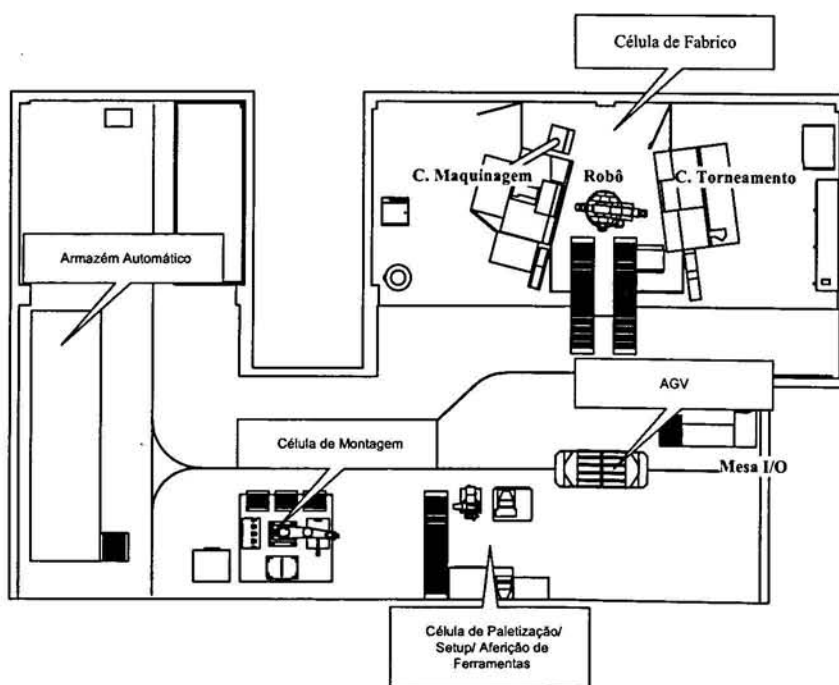 Célula de Fabrico
C. Maquinagem
Robô
C. Torneamento
Armazém Automático
AGV
Célula de Montagem
Mesa I/O
Célula de Paletização/
Setup/ Aferição de
Ferramentas